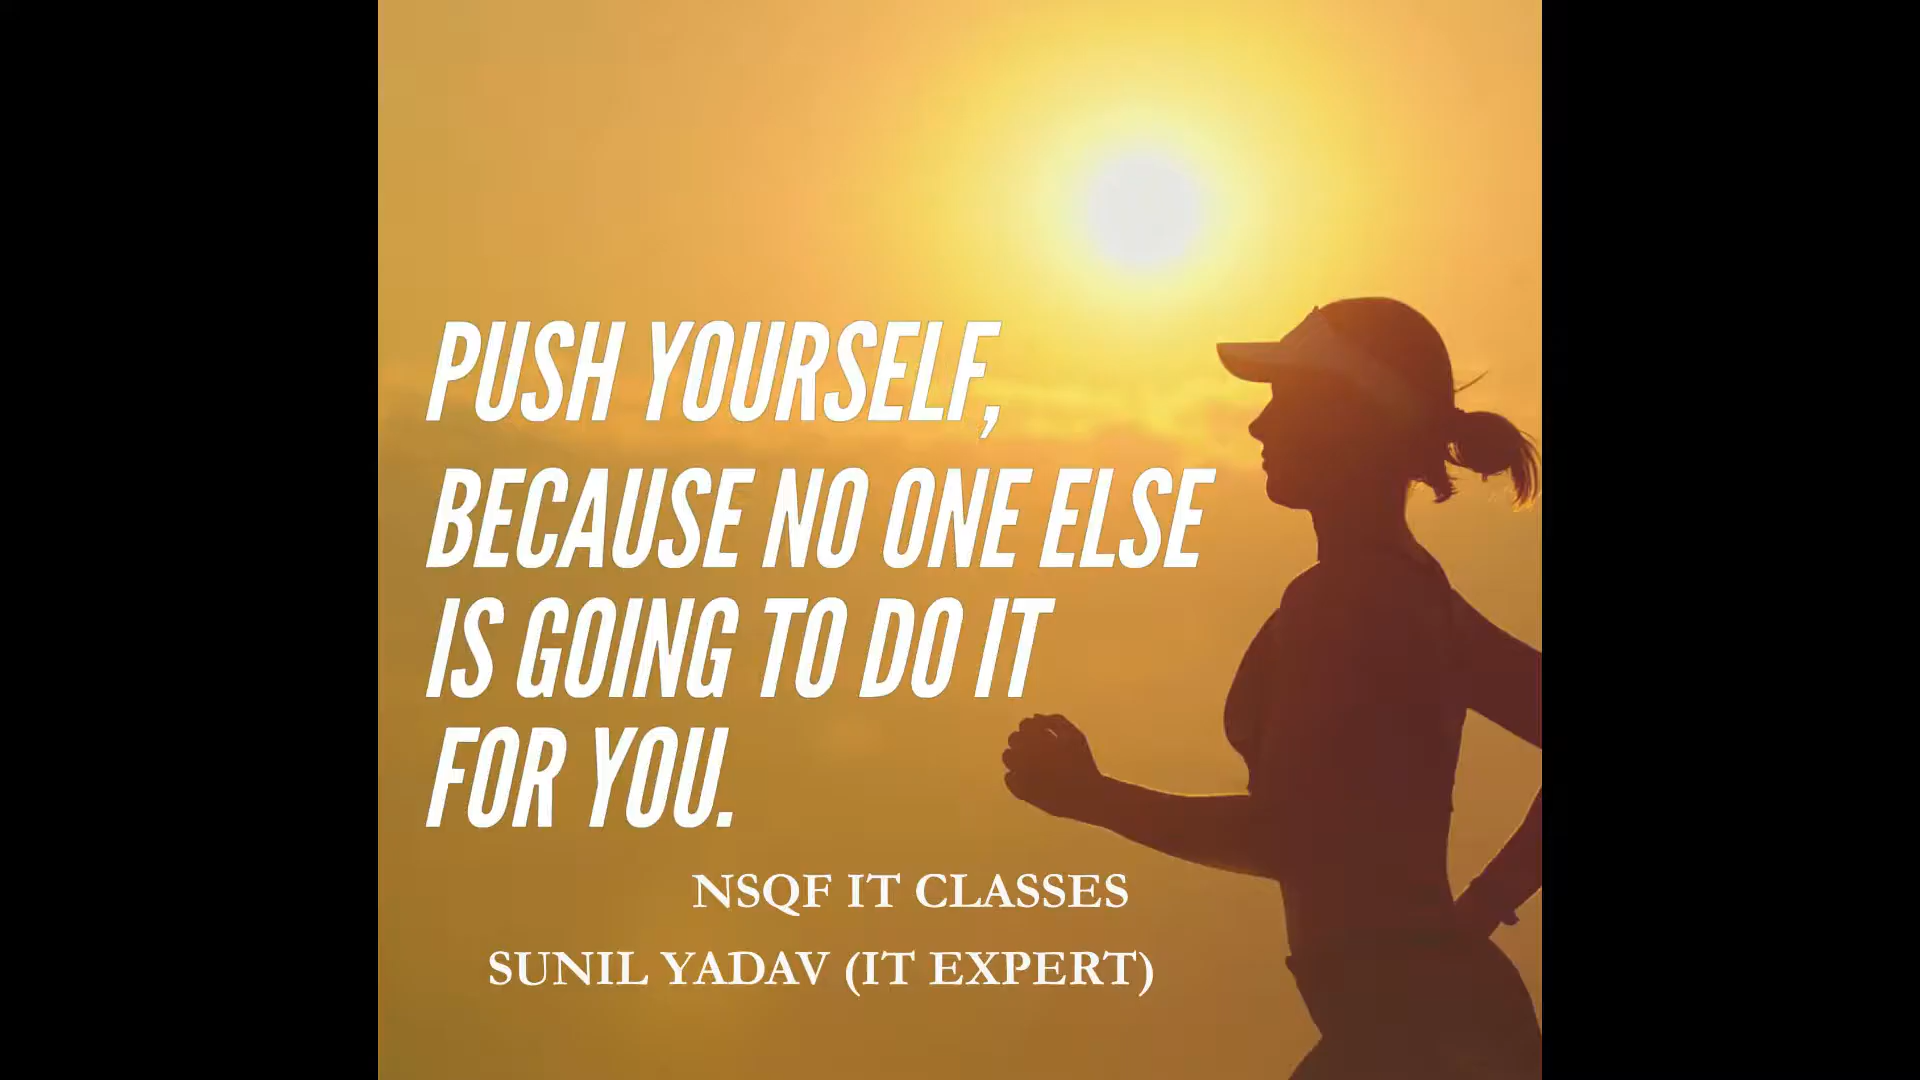 PUSH YOURSELF,
BECAUSE NO ONE ELSE
IS GOING TO DO IT
FOR YOU.
NSQF IT CLASSES
SUNIL YADAV (IT EXPERT)